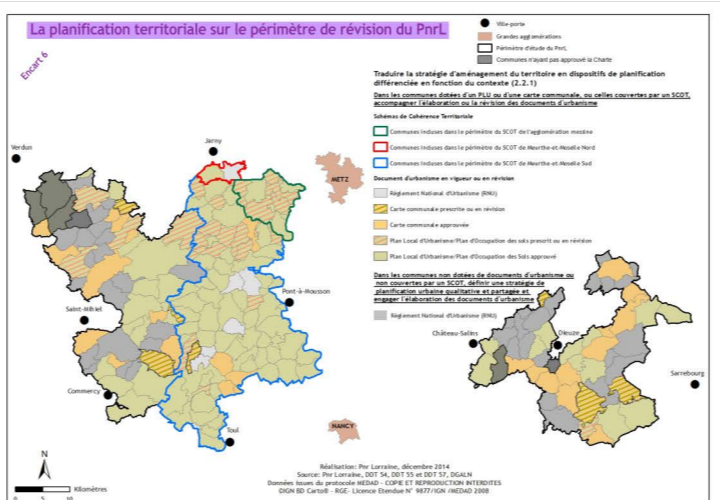 La planification territoriale sur le périmètre de révision du PnrL
Encart 6
Ville-porte
Grandes agglomérations
Périmètre d'étude du PnrL
Communes n'ayant pas approuvé la Charte
Traduire la stratégie d'aménagement du territoire en dispositifs de planification
différenciée en fonction du contexte (2.2.1)
Dans les communes dotées d'un PLU ou d'une carte communale, ou celles couvertes par un SCOT,
accompagner l'élaboration ou la révision des documents d'urbanisme
Schémas de Cohérence Territoriale
Communes incluses dans le périmètre du SCOT de l'agglomération messine
Communes incluses dans le périmètre du SCOT de Meurthe-et-Moselle Nord
Communes incluses dans le périmètre du SCOT de Meurthe-et-Moselle Sud
Document d'urbanisme en vigueur ou en révision
Règlement National d'Urbanisme (RNU)
Carte communale prescrite ou en révision
Carte communale approuvée
Plan Local d'Urbanisme/Plan d'Occupation des sols prescrit ou en révision
Plan Local d'Urbanisme/Plan d'Occupation des Sols approuvé
Dans les communes non dotées de documents d'urbanisme ou
non couvertes par un SCOT, définir une stratégie de
planification urbaine qualitative et partagée et
engager l'élaboration des documents d'urbanisme
Règlement National d'Urbanisme (RNU)
Verdun
Jarny
METZ
Pont-à-Mousson
Saint-Mihiel
Commercy
Toul
NANCY
Château-Salins
Dieuze
Sarrebourg
N
Kilomètres
0 5 10
Réalisation: Pnr Lorraine, décembre 2014
Source: Pnr Lorraine, DDT 54, DDT 55 et DDT 57, DGALN
Données issues du protocole MEDAD - COPIE ET REPRODUCTION INTERDITES
©IGN BD Carto® - RGE- Licence Etendue N° 9877/IGN /MEDAD 2008